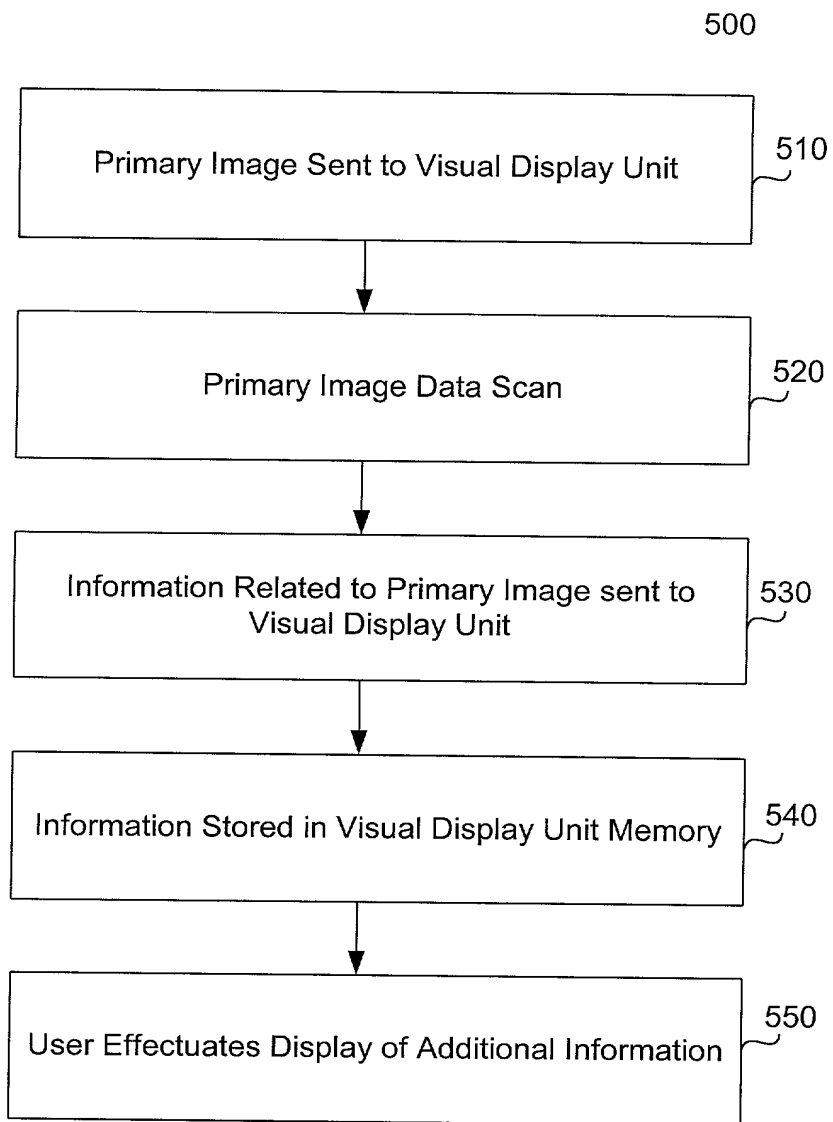 500
Primary Image Sent to Visual Display Unit
510
Primary Image Data Scan
520
Information Related to Primary Image sent to
Visual Display Unit
530
Information Stored in Visual Display Unit Memory
540
User Effectuates Display of Additional Information
550